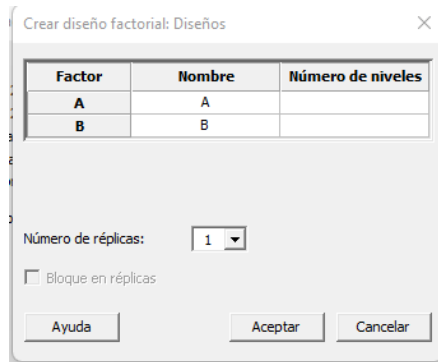 Crear diseño factorial: Diseños
Factor Nombre Número de niveles
A A
B B
Número de réplicas: 1
Bloque en réplicas
Ayuda Aceptar Cancelar